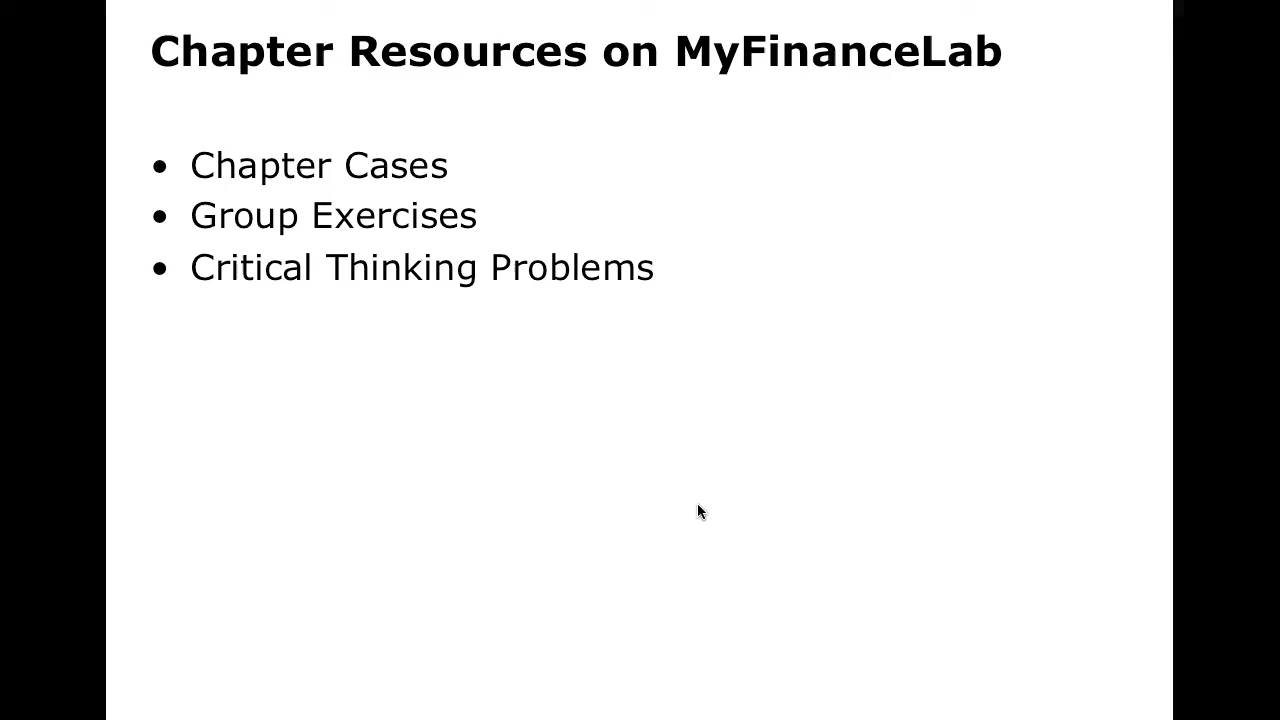 Chapter Resources on MyFinanceLab
• Chapter Cases
• Group Exercises
• Critical Thinking Problems